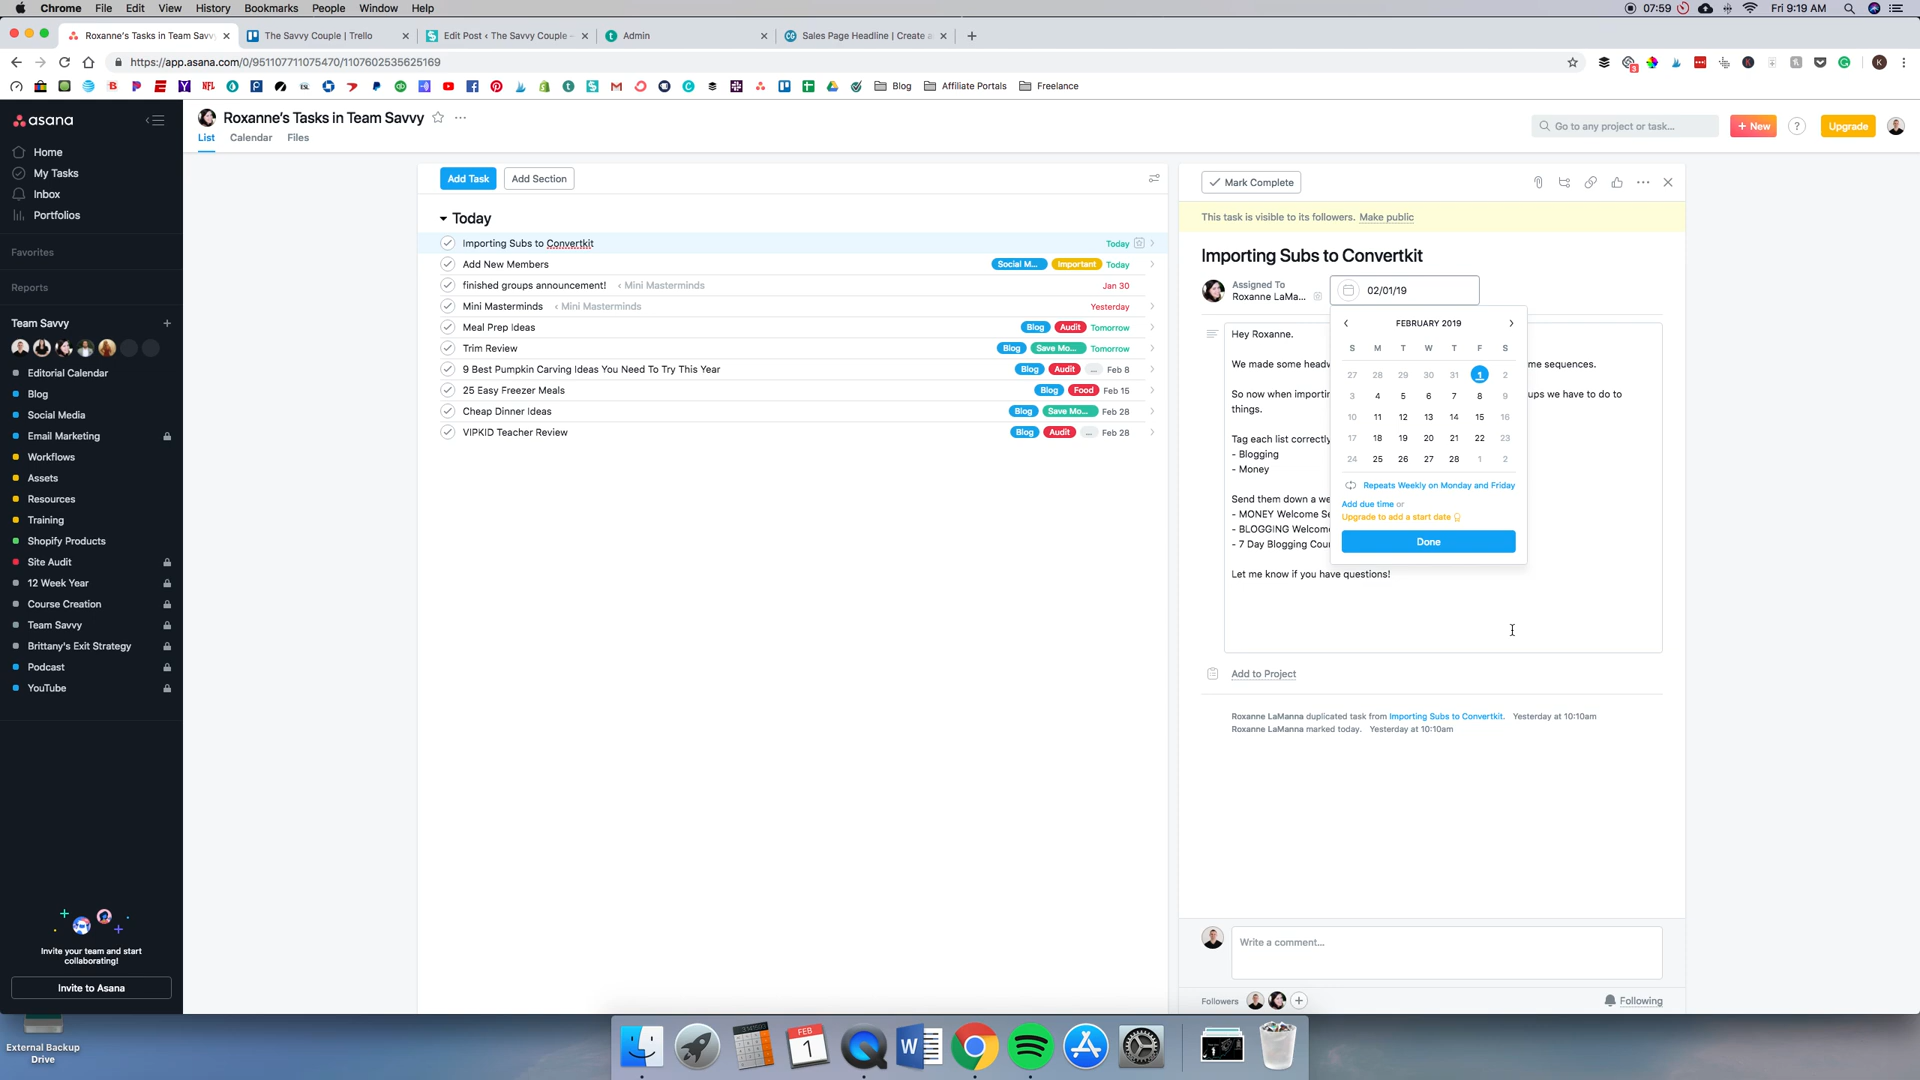 Chrome File Edit View History Bookmarks People Window Help
07:59 Fri 9:19 AM
Roxanne's Tasks in Team Savv
The Savvy Couple | Trello
Edit Post ‹ The Savvy Couple -
Admin
Sales Page Headline | Create a
https://app.asana.com/0/951107711075470/1107602535625169
Blog Affiliate Portals Freelance
asana
Home
My Tasks
Inbox
Portfolios
Favorites
Reports
Team Savvy
Editorial Calendar
Blog
Social Media
Email Marketing
Workflows
Assets
Resources
Training
Shopify Products
Site Audit
12 Week Year
Course Creation
Team Savvy
Brittany's Exit Strategy
Podcast
YouTube
Invite your team and start
collaborating!
Invite to Asana
Roxanne's Tasks in Team Savvy
List Calendar Files
Go to any project or task...
+ New
?
Upgrade
Add Task Add Section
Today
Importing Subs to Convertkit Today
Add New Members Social M... Important Today
finished groups announcement! ‹ Mini Masterminds Jan 30
Mini Masterminds ‹ Mini Masterminds Yesterday
Meal Prep Ideas Blog Audit Tomorrow
Trim Review Blog Save Mo... Tomorrow
9 Best Pumpkin Carving Ideas You Need To Try This Year Blog Audit ... Feb 8
25 Easy Freezer Meals Blog Food Feb 15
Cheap Dinner Ideas Blog Save Mo... Feb 28
VIPKID Teacher Review Blog Audit ... Feb 28
Mark Complete
This task is visible to its followers. Make public
Importing Subs to Convertkit
Assigned To
Roxanne LaMa...
02/01/19
FEBRUARY 2019
S M T W T F S
27 28 29 30 31 1 2
3 4 5 6 7 8 9
10 11 12 13 14 15 16
17 18 19 20 21 22 23
24 25 26 27 28 1 2
Repeats Weekly on Monday and Friday
Add due time or
Upgrade to add a start date
Done
Hey Roxanne.
We made some headw me sequences.
So now when importin ups we have to do to
things.
Tag each list correctly
- Blogging
- Money
Send them down a we
- MONEY Welcome Se
- BLOGGING Welcom
- 7 Day Blogging Cour
Let me know if you have questions!
Add to Project
Roxanne LaManna duplicated task from Importing Subs to Convertkit. Yesterday at 10:10am
Roxanne LaManna marked today. Yesterday at 10:10am
Write a comment...
Followers
Following
External Backup
Drive
FEB
1
W